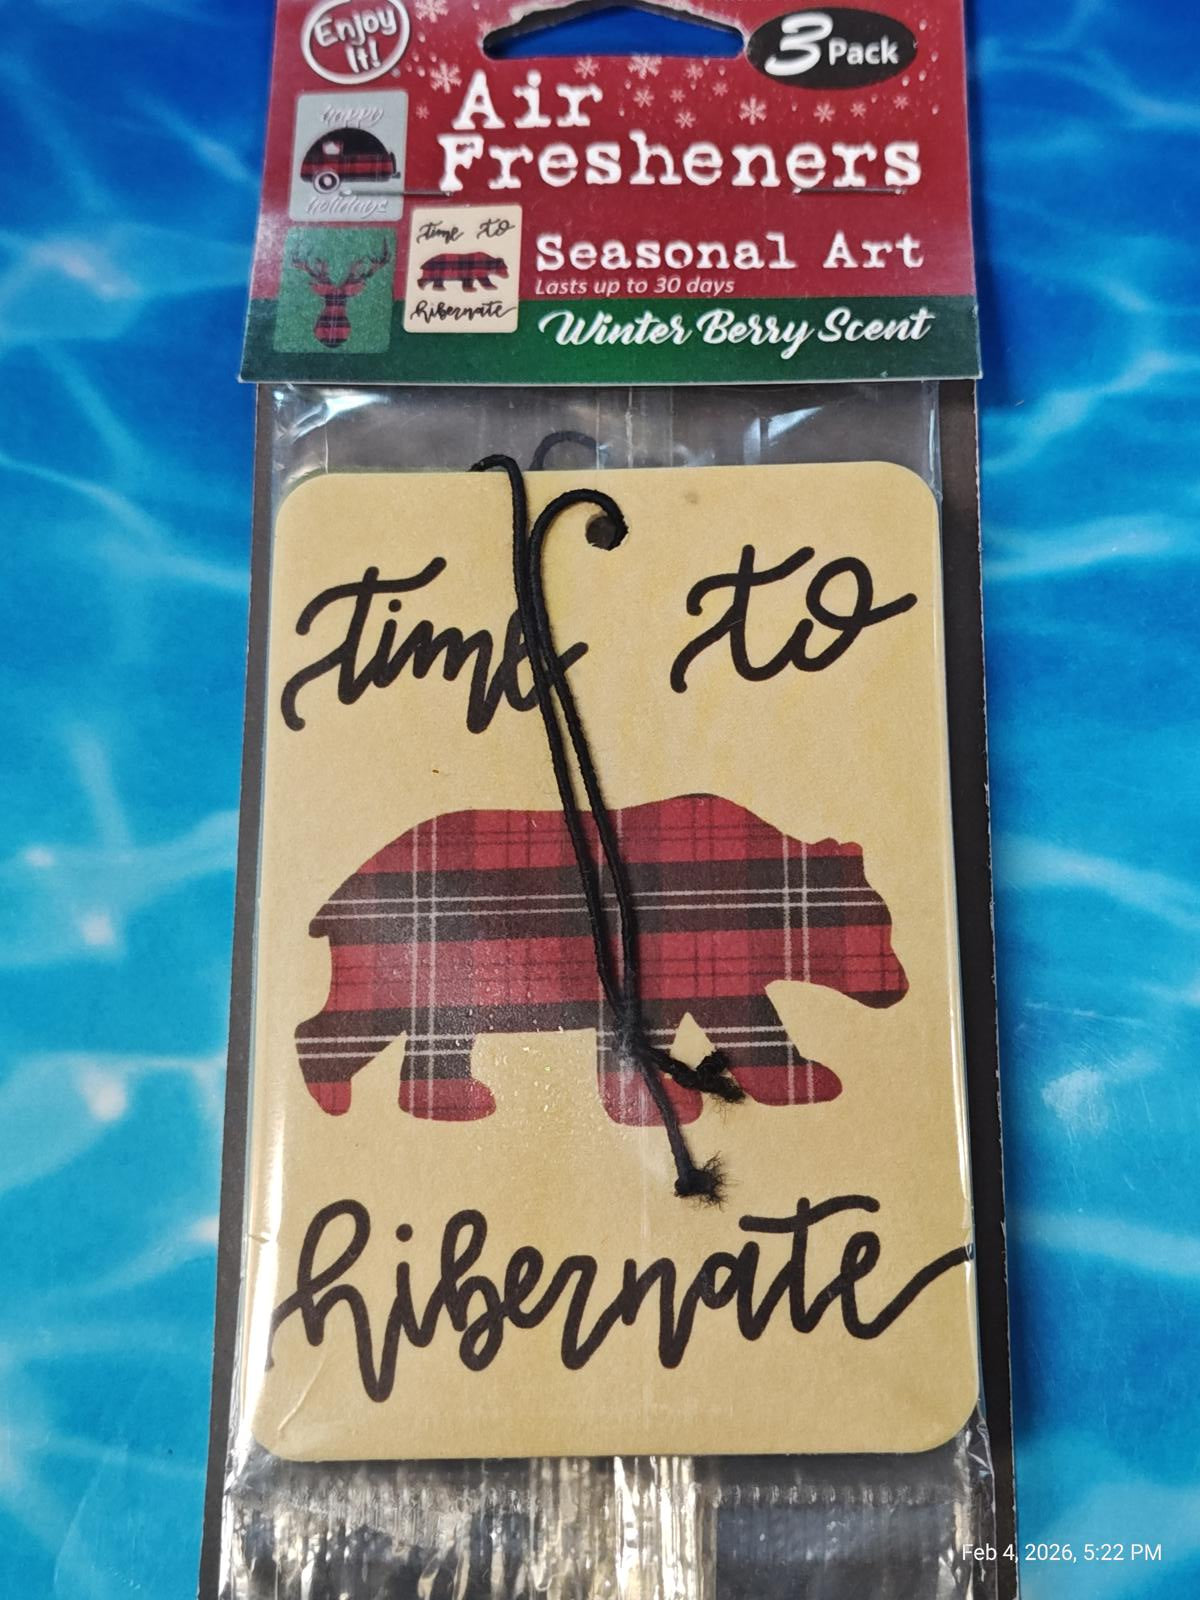 Enjoy
It!
3 Pack
Air
Fresheners
happy
holidays
time to
hibernate
Seasonal Art
Lasts up to 30 days
Winter Berry Scent
time to
hibernate
Feb 4, 2026, 5:22 PM